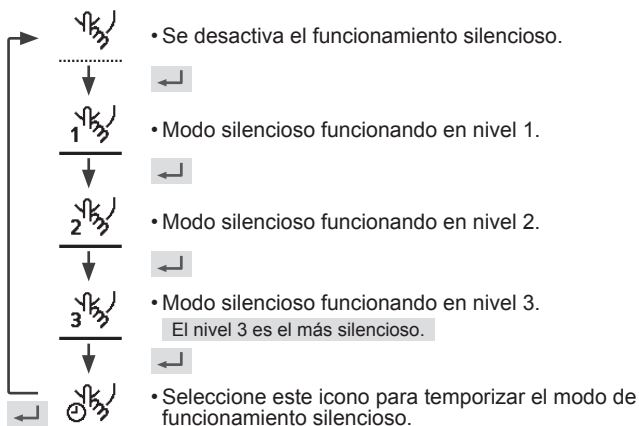 • Se desactiva el funcionamiento silencioso.
1
• Modo silencioso funcionando en nivel 1.
2
• Modo silencioso funcionando en nivel 2.
3
• Modo silencioso funcionando en nivel 3.
El nivel 3 es el más silencioso.
• Seleccione este icono para temporizar el modo de
funcionamiento silencioso.